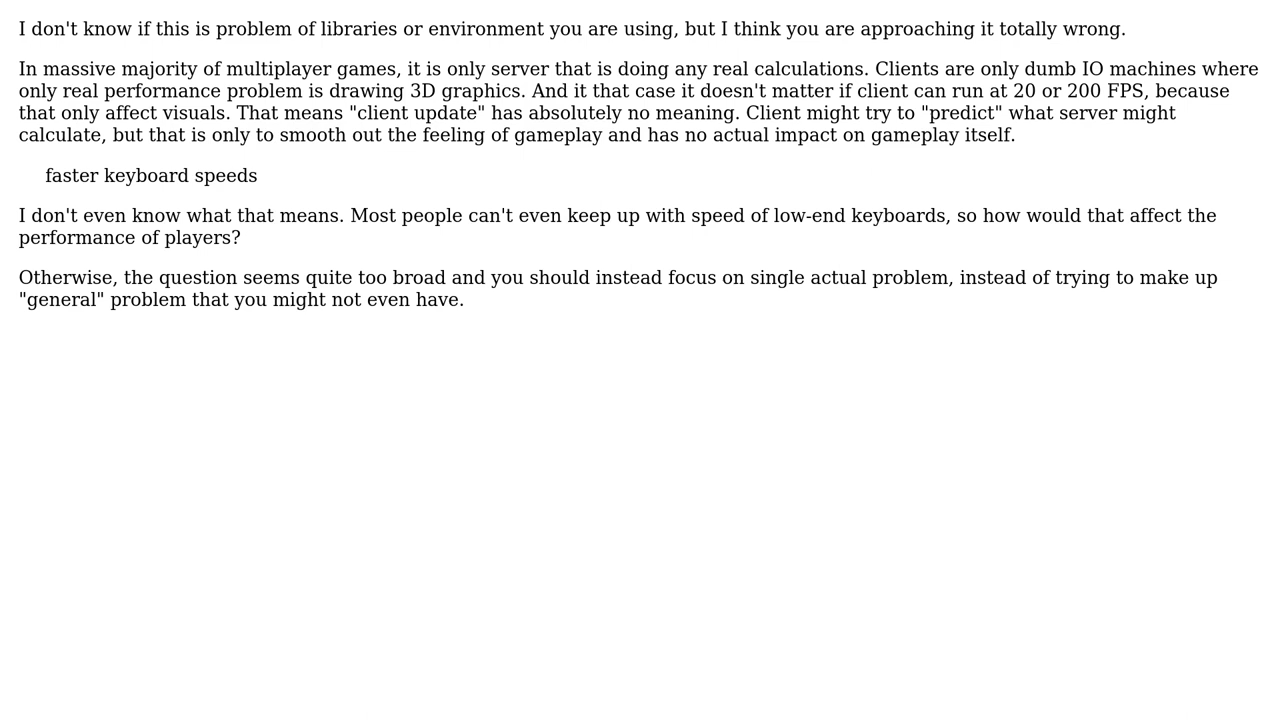 I don't know if this is problem of libraries or environment you are using, but I think you are approaching it totally wrong.
In massive majority of multiplayer games, it is only server that is doing any real calculations. Clients are only dumb IO machines where
only real performance problem is drawing 3D graphics. And it that case it doesn't matter if client can run at 20 or 200 FPS, because
that only affect visuals. That means "client update" has absolutely no meaning. Client might try to "predict" what server might
calculate, but that is only to smooth out the feeling of gameplay and has no actual impact on gameplay itself.
faster keyboard speeds
I don't even know what that means. Most people can't even keep up with speed of low-end keyboards, so how would that affect the
performance of players?
Otherwise, the question seems quite too broad and you should instead focus on single actual problem, instead of trying to make up
"general" problem that you might not even have.